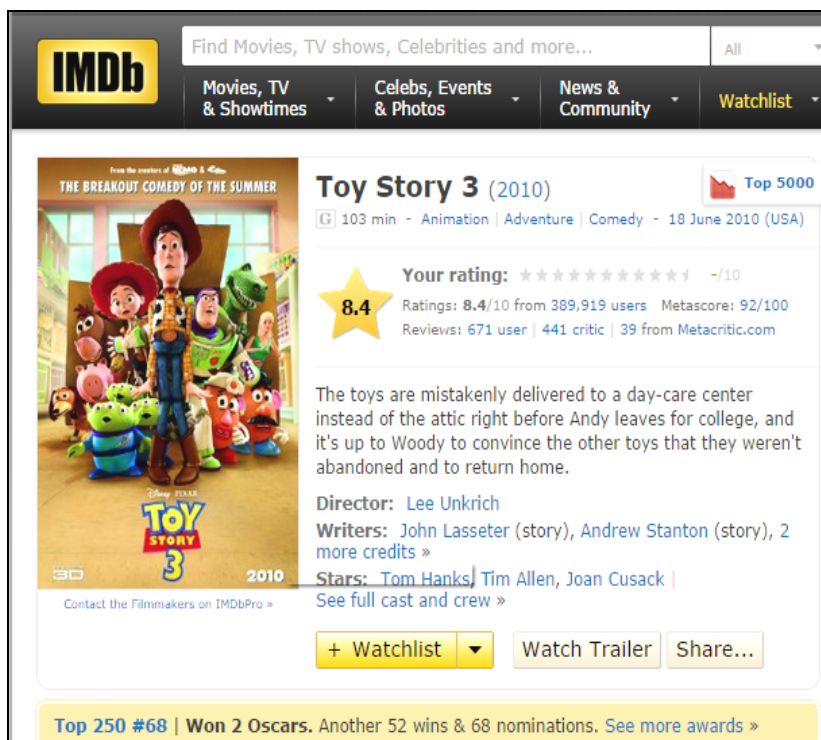 IMDb
Find Movies, TV shows, Celebrities and more...
All
Movies, TV
& Showtimes
Celebs, Events
& Photos
News &
Community
Watchlist
From the creators of NEMO &
THE BREAKOUT COMEDY OF THE SUMMER
Disney PIXAR
TOY
STORY
3
3D
2010
Contact the Filmmakers on IMDbPro »
Toy Story 3 (2010)
Top 5000
G 103 min - Animation | Adventure | Comedy - 18 June 2010 (USA)
8.4
Your rating: -/10
Ratings: 8.4/10 from 389,919 users Metascore: 92/100
Reviews: 671 user | 441 critic | 39 from Metacritic.com
The toys are mistakenly delivered to a day-care center
instead of the attic right before Andy leaves for college, and
it's up to Woody to convince the other toys that they weren't
abandoned and to return home.
Director: Lee Unkrich
Writers: John Lasseter (story), Andrew Stanton (story), 2
more credits »
Stars: Tom Hanks, Tim Allen, Joan Cusack |
See full cast and crew »
+ Watchlist
Watch Trailer
Share...
Top 250 #68 | Won 2 Oscars. Another 52 wins & 68 nominations. See more awards »